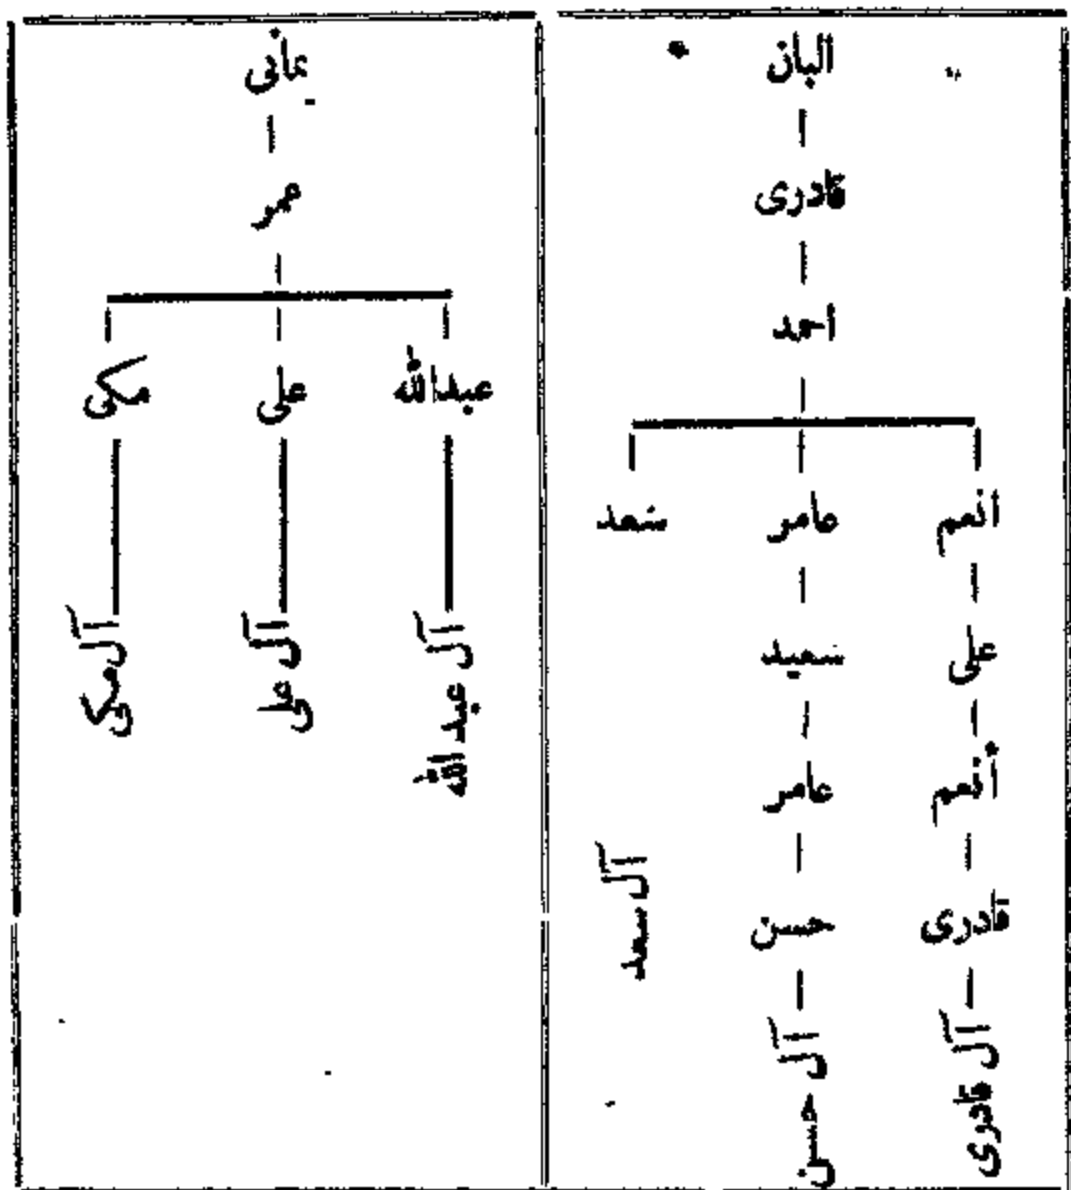 البان
قادرى
احمد
انعم
عامر
سعد
على
سعيد
أنعم
عامر
قادرى
حسن
آل قادرى
آل حسن
آل سعد
يمانى
عمر
عبدالله
على
مكى
آل عبد الله
آل على
آل مكى